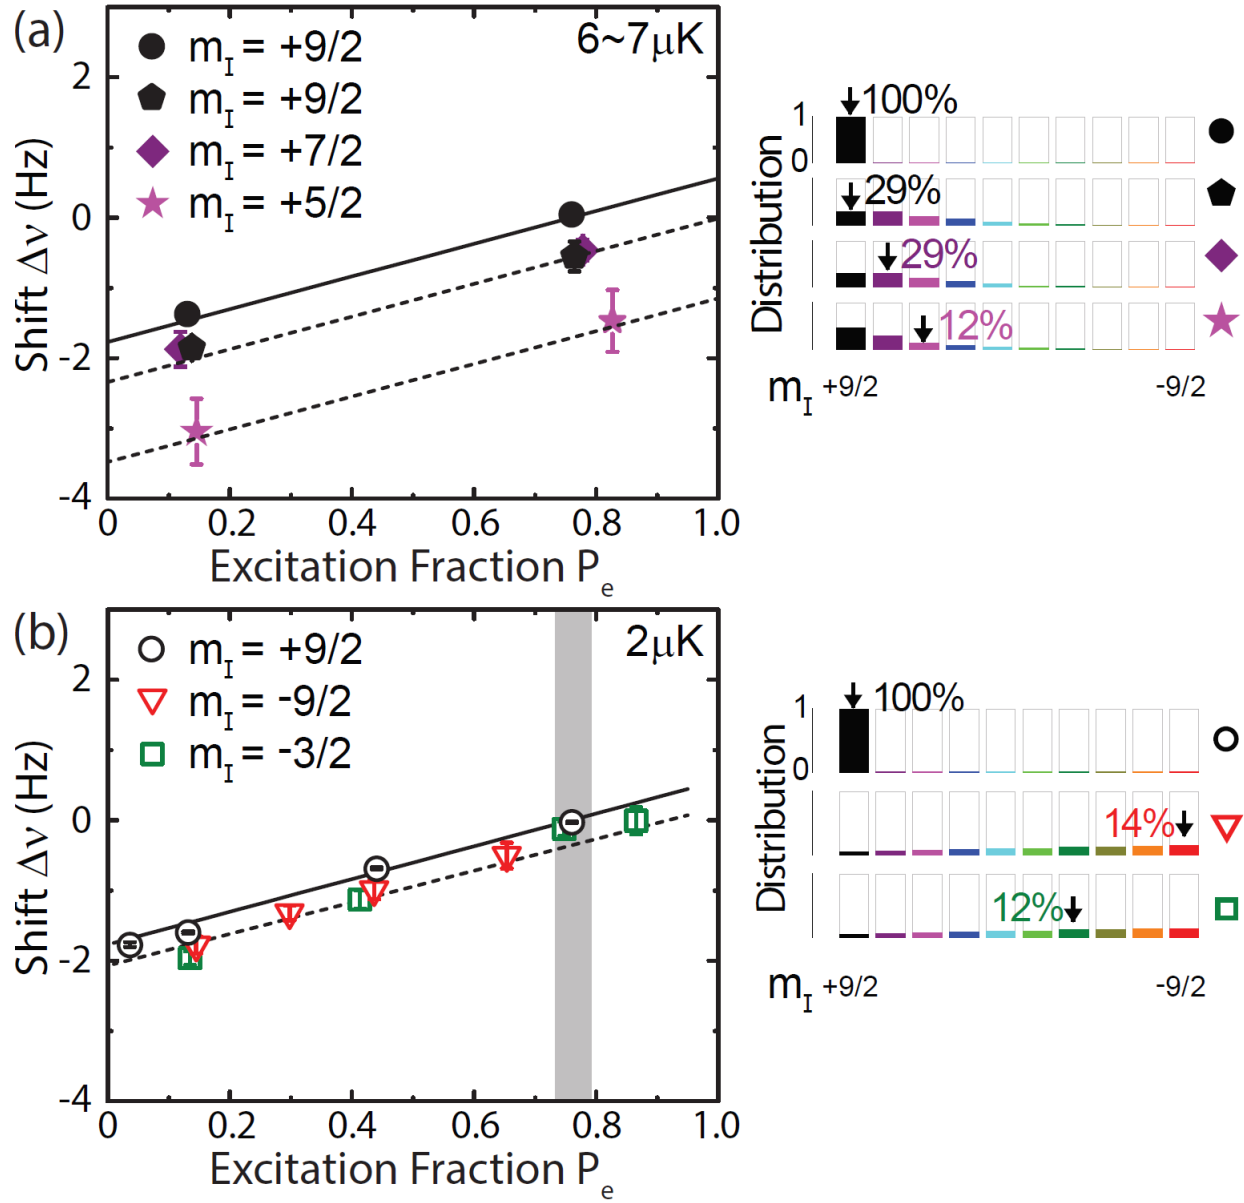 (a)
m_I = +9/2
m_I = +9/2
m_I = +7/2
m_I = +5/2
6~7μK
2
0
-2
-4
Shift Δν (Hz)
0 0.2 0.4 0.6 0.8 1.0
Excitation Fraction P_e
1
0
100%
29%
29%
12%
Distribution
m_I +9/2 -9/2
(b)
m_I = +9/2
m_I = -9/2
m_I = -3/2
2μK
2
0
-2
-4
Shift Δν (Hz)
0 0.2 0.4 0.6 0.8 1.0
Excitation Fraction P_e
1
0
100%
14%
12%
Distribution
m_I +9/2 -9/2